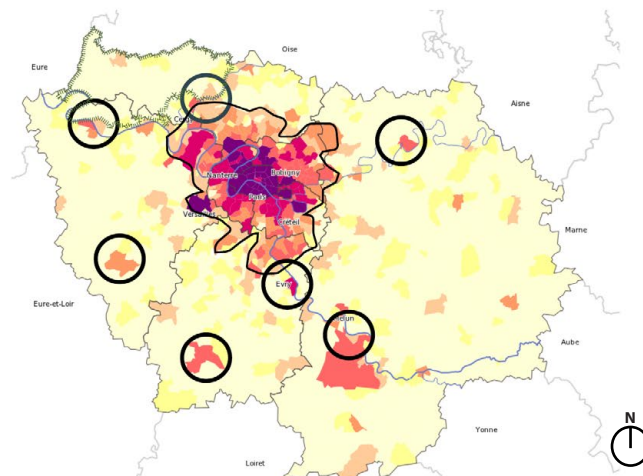 Oise
Eure
Aisne
Nanterre
Bobigny
Paris
Versailles
Créteil
Marne
Evry
Eure-et-Loir
Melun
Aube
N
Yonne
Loiret